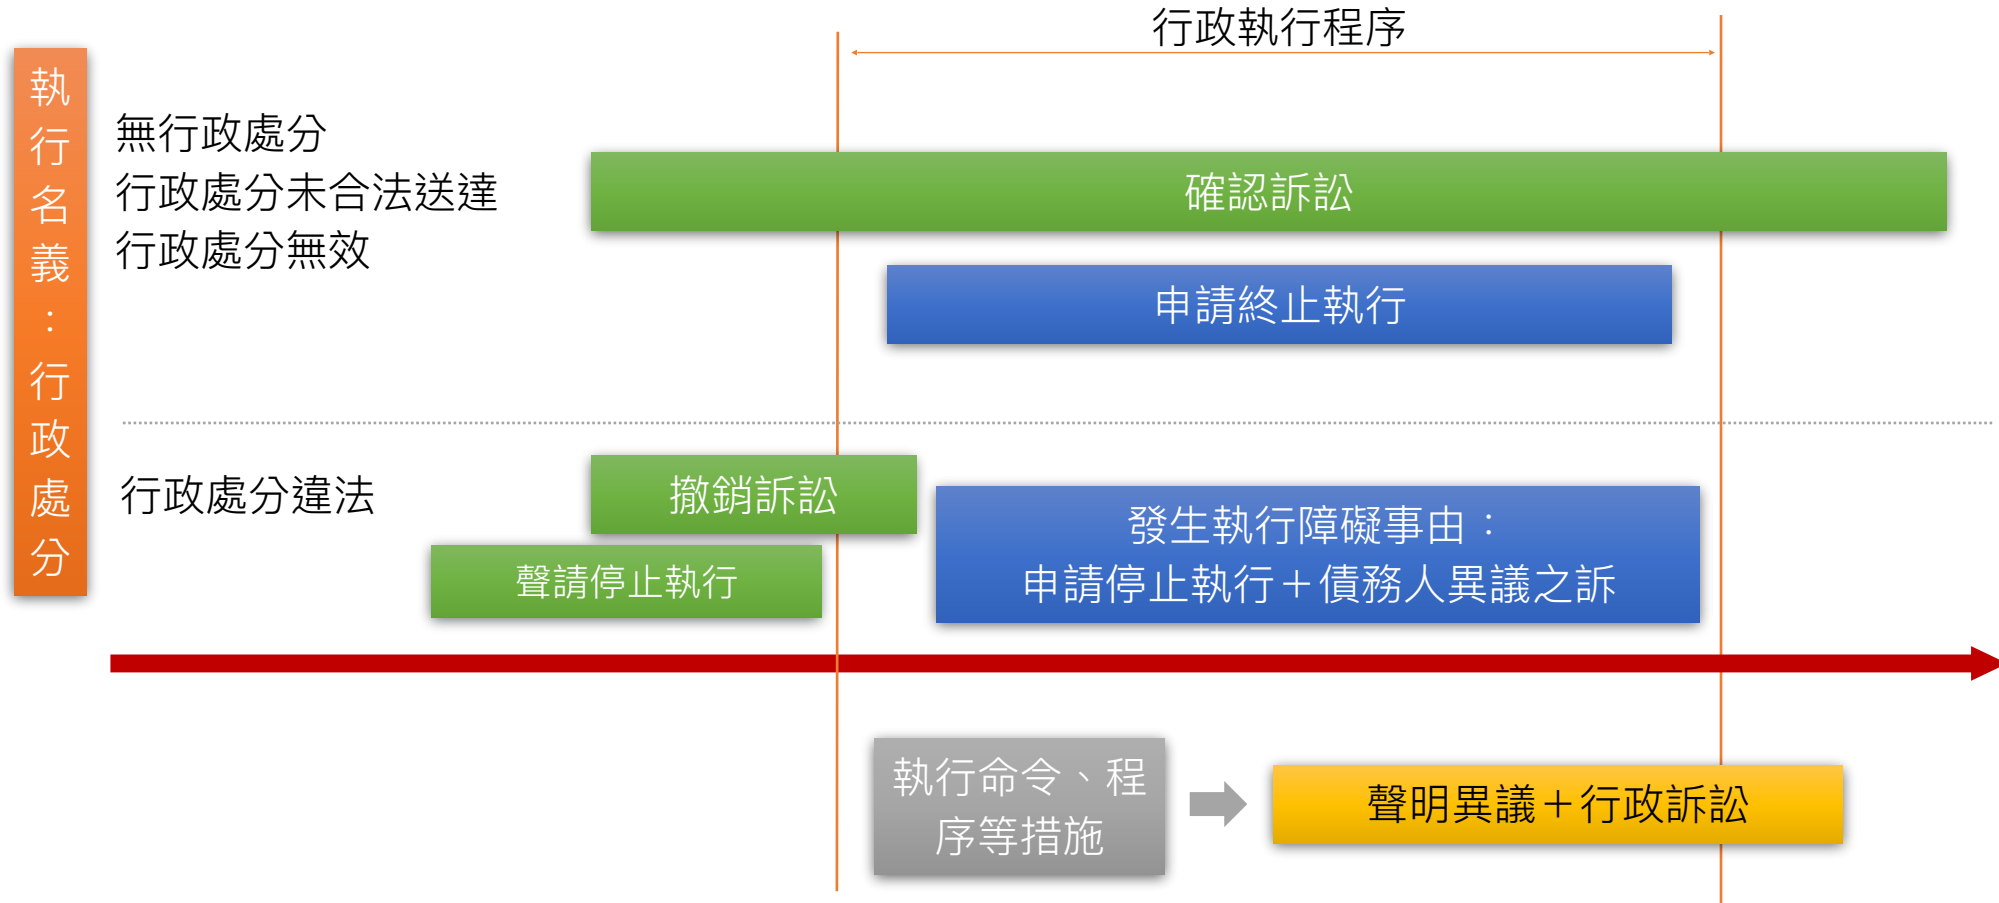 行政執行程序
執行名義：行政處分
無行政處分
行政處分未合法送達
行政處分無效
確認訴訟
申請終止執行
行政處分違法
撤銷訴訟
聲請停止執行
發生執行障礙事由：
申請停止執行＋債務人異議之訴
執行命令、程
序等措施
聲明異議＋行政訴訟